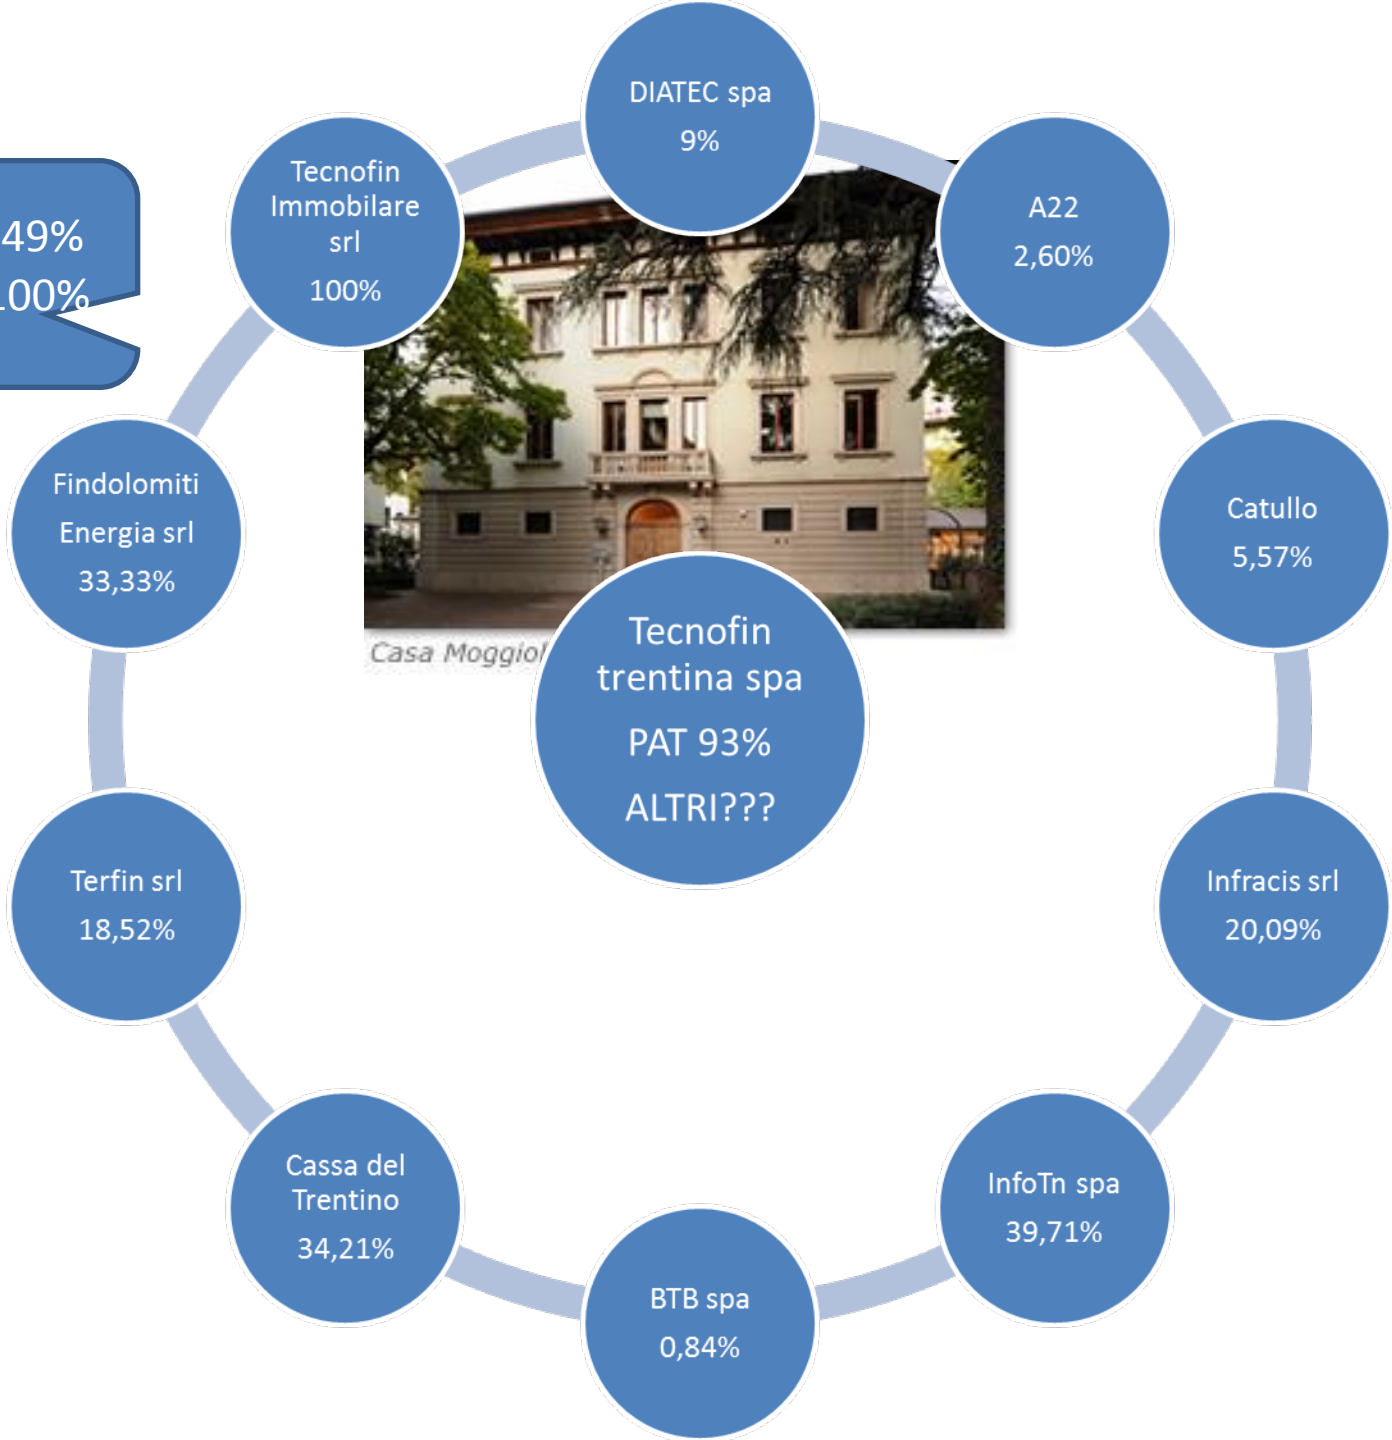 DIATEC spa
9%
A22
2,60%
Catullo
5,57%
Infracis srl
20,09%
InfoTn spa
39,71%
BTB spa
0,84%
Cassa del
Trentino
34,21%
Terfin srl
18,52%
Findolomiti
Energia srl
33,33%
Tecnofin
Immobilare
srl
100%
49%
100%
Casa
Tecnofin
trentina spa
PAT 93%
ALTRI???